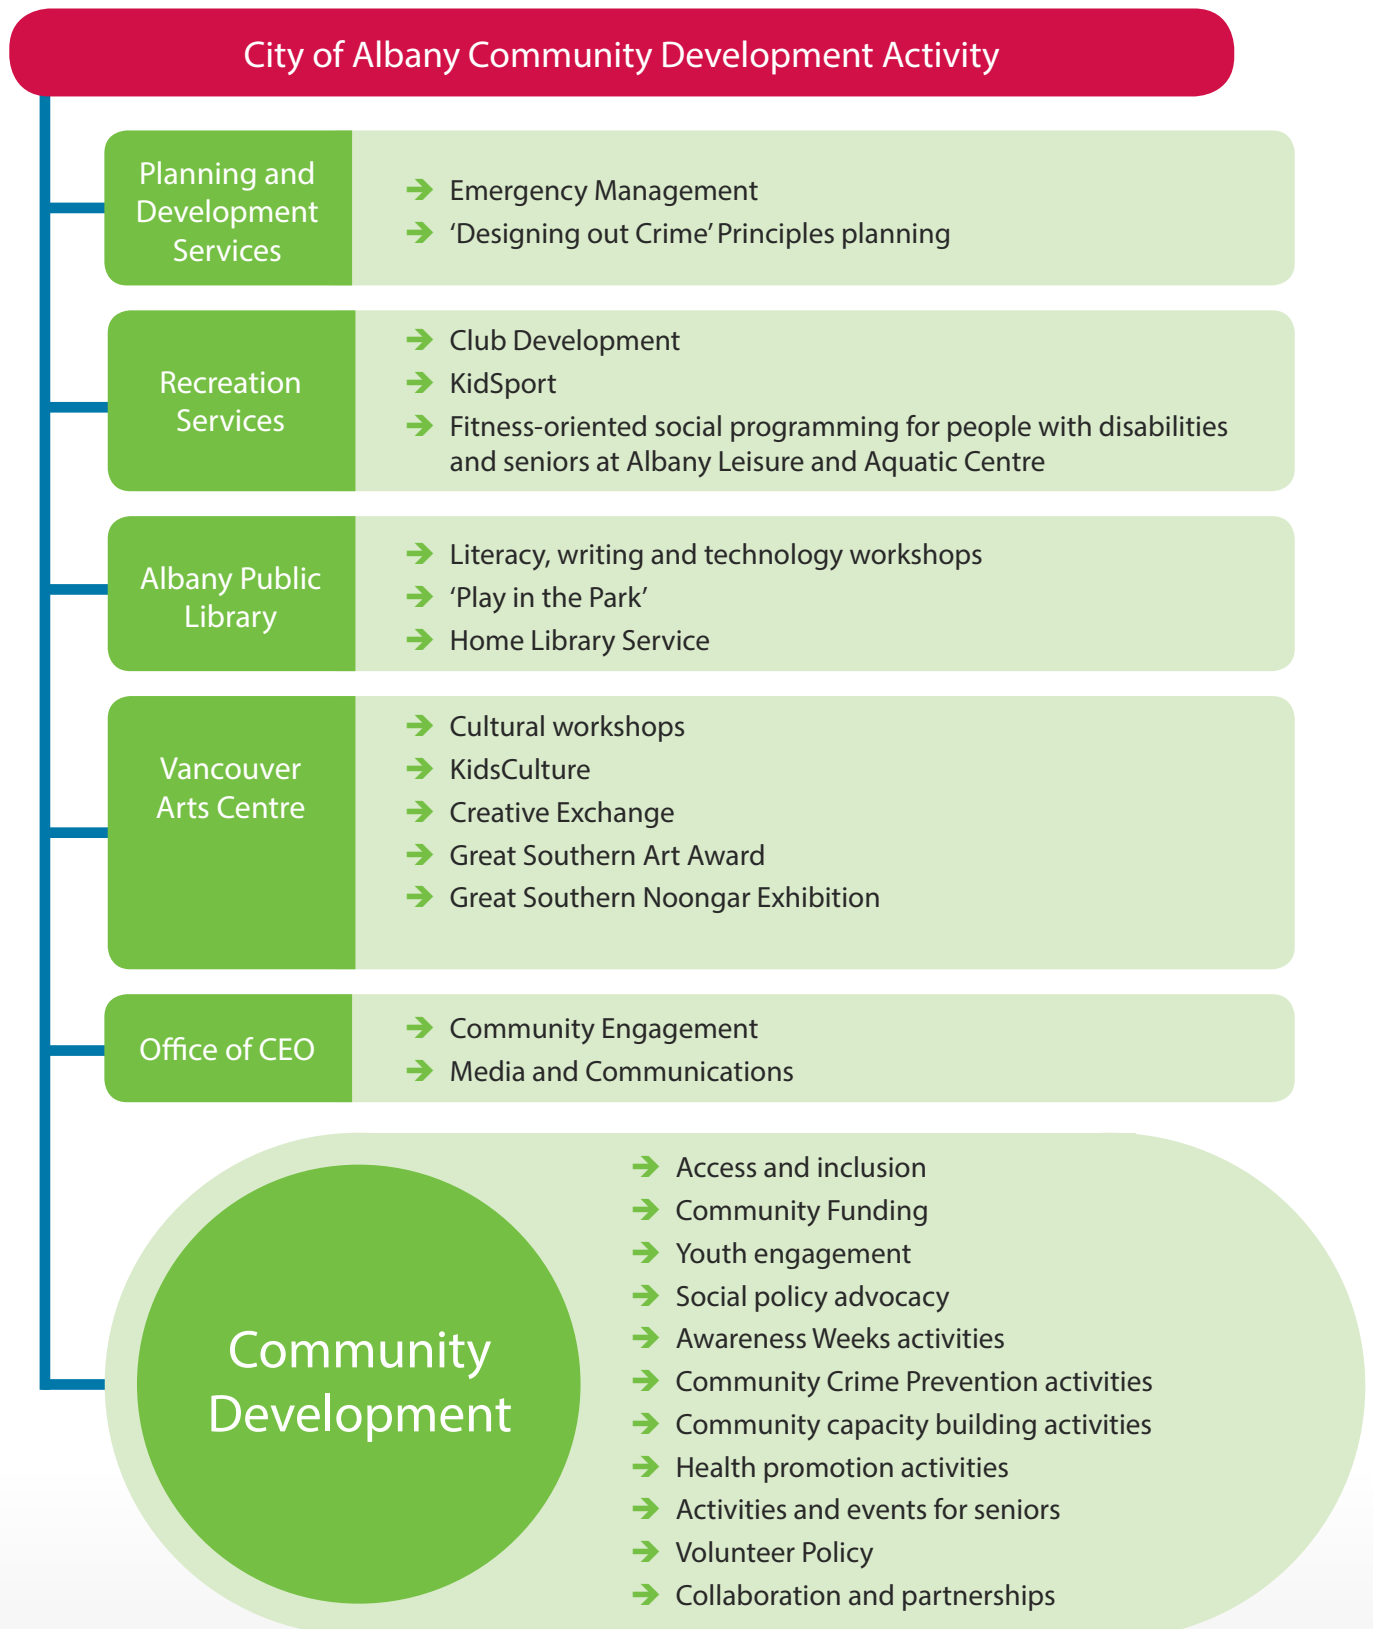 City of Albany Community Development Activity
Planning and
Development
Services
➔ Emergency Management
➔ ‘Designing out Crime’ Principles planning
Recreation
Services
➔ Club Development
➔ KidSport
➔ Fitness-oriented social programming for people with disabilities
and seniors at Albany Leisure and Aquatic Centre
Albany Public
Library
➔ Literacy, writing and technology workshops
➔ ‘Play in the Park’
➔ Home Library Service
Vancouver
Arts Centre
➔ Cultural workshops
➔ KidsCulture
➔ Creative Exchange
➔ Great Southern Art Award
➔ Great Southern Noongar Exhibition
Office of CEO
➔ Community Engagement
➔ Media and Communications
Community
Development
➔ Access and inclusion
➔ Community Funding
➔ Youth engagement
➔ Social policy advocacy
➔ Awareness Weeks activities
➔ Community Crime Prevention activities
➔ Community capacity building activities
➔ Health promotion activities
➔ Activities and events for seniors
➔ Volunteer Policy
➔ Collaboration and partnerships